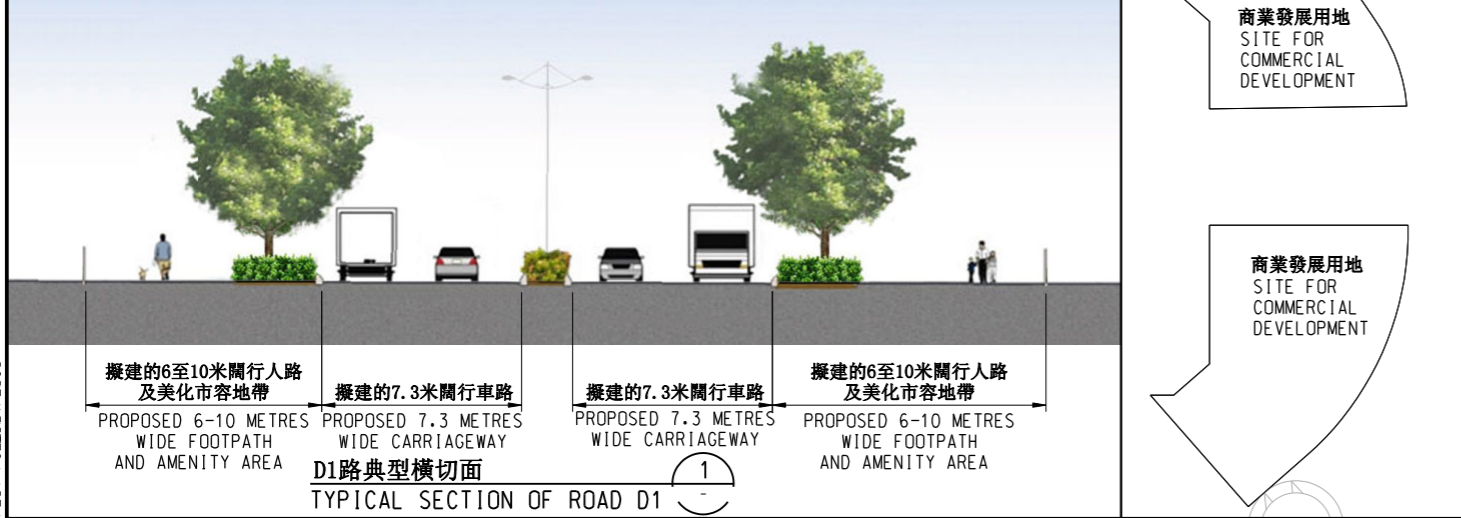 擬建的6至10米闊行人路
及美化市容地帶
PROPOSED 6-10 METRES
WIDE FOOTPATH
AND AMENITY AREA
擬建的7.3米闊行車路
PROPOSED 7.3 METRES
WIDE CARRIAGEWAY
擬建的7.3米闊行車路
PROPOSED 7.3 METRES
WIDE CARRIAGEWAY
擬建的6至10米闊行人路
及美化市容地帶
PROPOSED 6-10 METRES
WIDE FOOTPATH
AND AMENITY AREA
D1路典型橫切面
TYPICAL SECTION OF ROAD D1
1
-
商業發展用地
SITE FOR
COMMERCIAL
DEVELOPMENT
商業發展用地
SITE FOR
COMMERCIAL
DEVELOPMENT